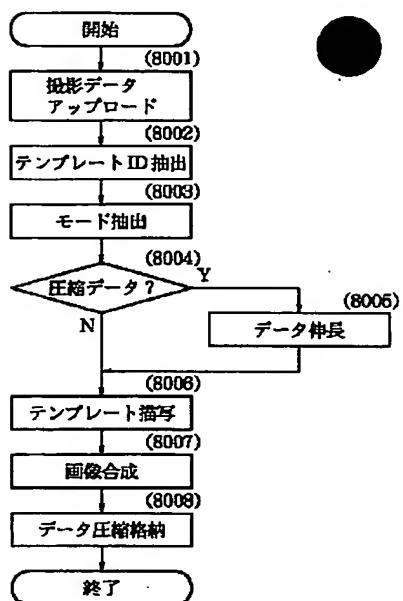 開始
(8001)
撮影データ
アップロード
(8002)
テンプレートID抽出
(8003)
モード抽出
(8004)
圧縮データ?
Y
N
(8005)
データ伸長
(8006)
テンプレート描写
(8007)
画像合成
(8008)
データ圧縮格納
終了